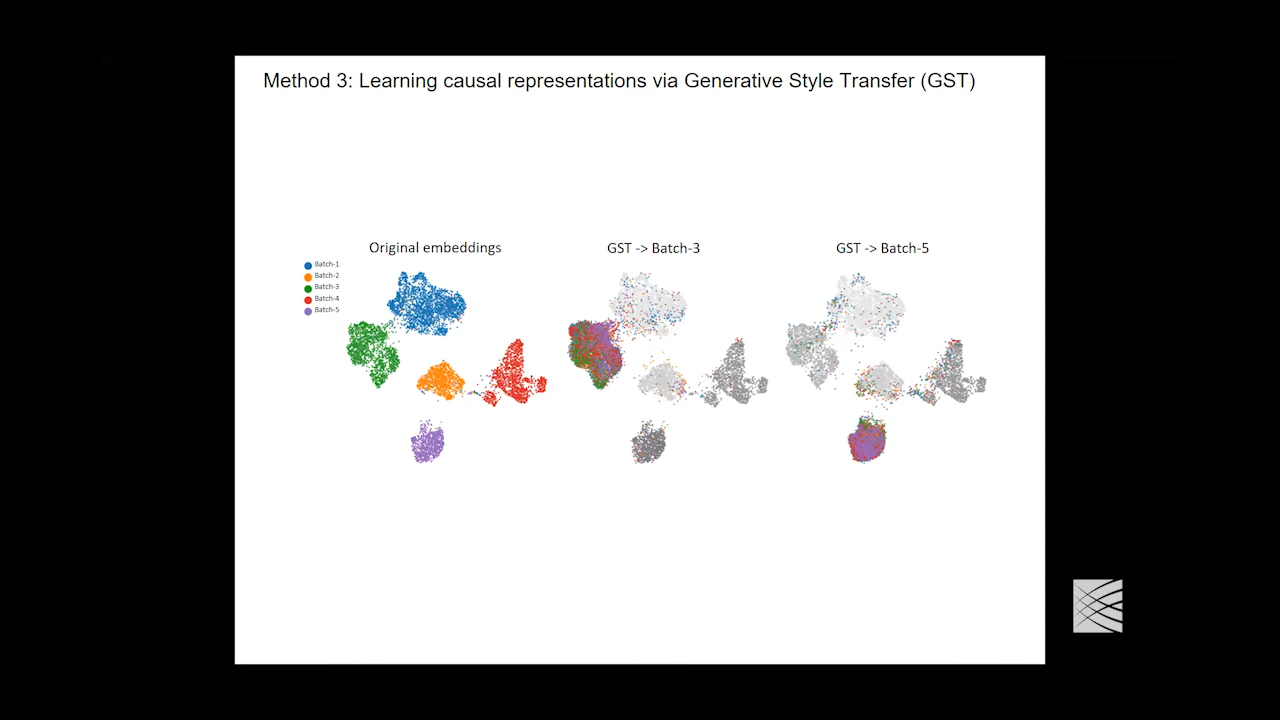 Method 3: Learning causal representations via Generative Style Transfer (GST)
Original embeddings
GST -> Batch-3
GST -> Batch-5
Batch-1
Batch-2
Batch-3
Batch-4
Batch-5